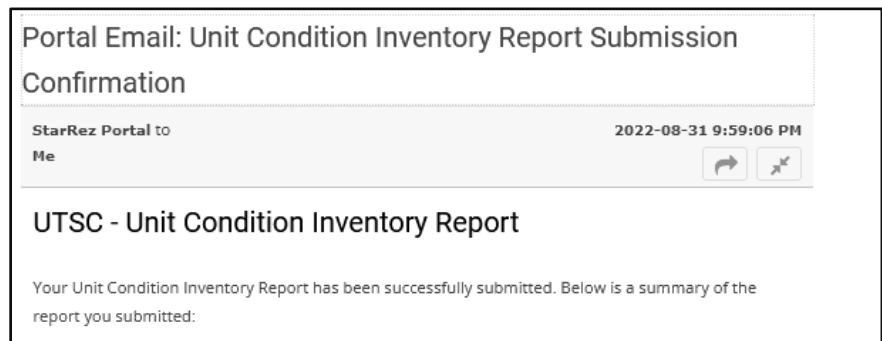 Portal Email: Unit Condition Inventory Report Submission
Confirmation
StarRez Portal to
2022-08-31 9:59:06 PM
Me
UTSC - Unit Condition Inventory Report
Your Unit Condition Inventory Report has been successfully submitted. Below is a summary of the
report you submitted: